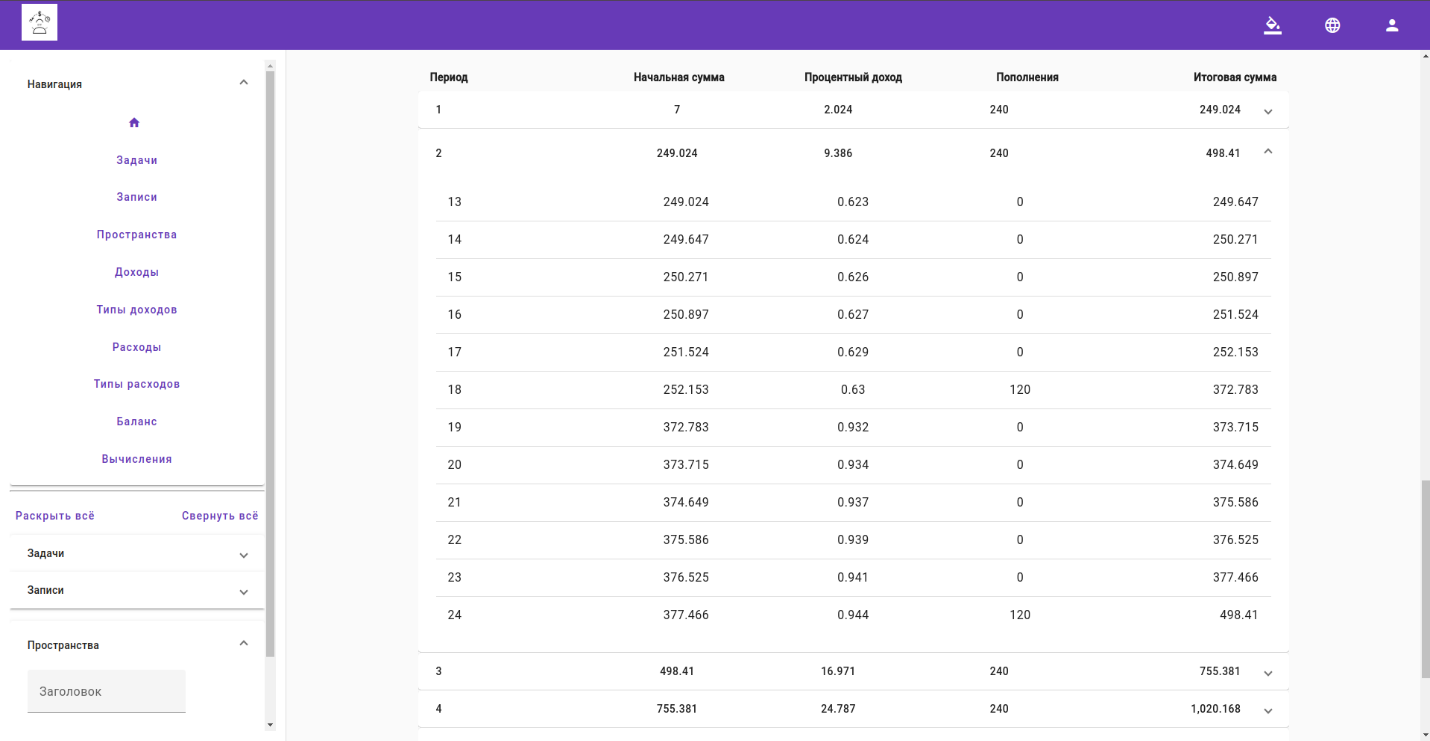 Навигация
Задачи
Записи
Пространства
Доходы
Типы доходов
Расходы
Типы расходов
Баланс
Вычисления
Раскрыть всё Свернуть всё
Задачи
Записи
Пространства
Заголовок
Период Начальная сумма Процентный доход Пополнения Итоговая сумма
1 7 2.024 240 249.024
2 249.024 9.386 240 498.41
13 249.024 0.623 0 249.647
14 249.647 0.624 0 250.271
15 250.271 0.626 0 250.897
16 250.897 0.627 0 251.524
17 251.524 0.629 0 252.153
18 252.153 0.63 120 372.783
19 372.783 0.932 0 373.715
20 373.715 0.934 0 374.649
21 374.649 0.937 0 375.586
22 375.586 0.939 0 376.525
23 376.525 0.941 0 377.466
24 377.466 0.944 120 498.41
3 498.41 16.971 240 755.381
4 755.381 24.787 240 1,020.168